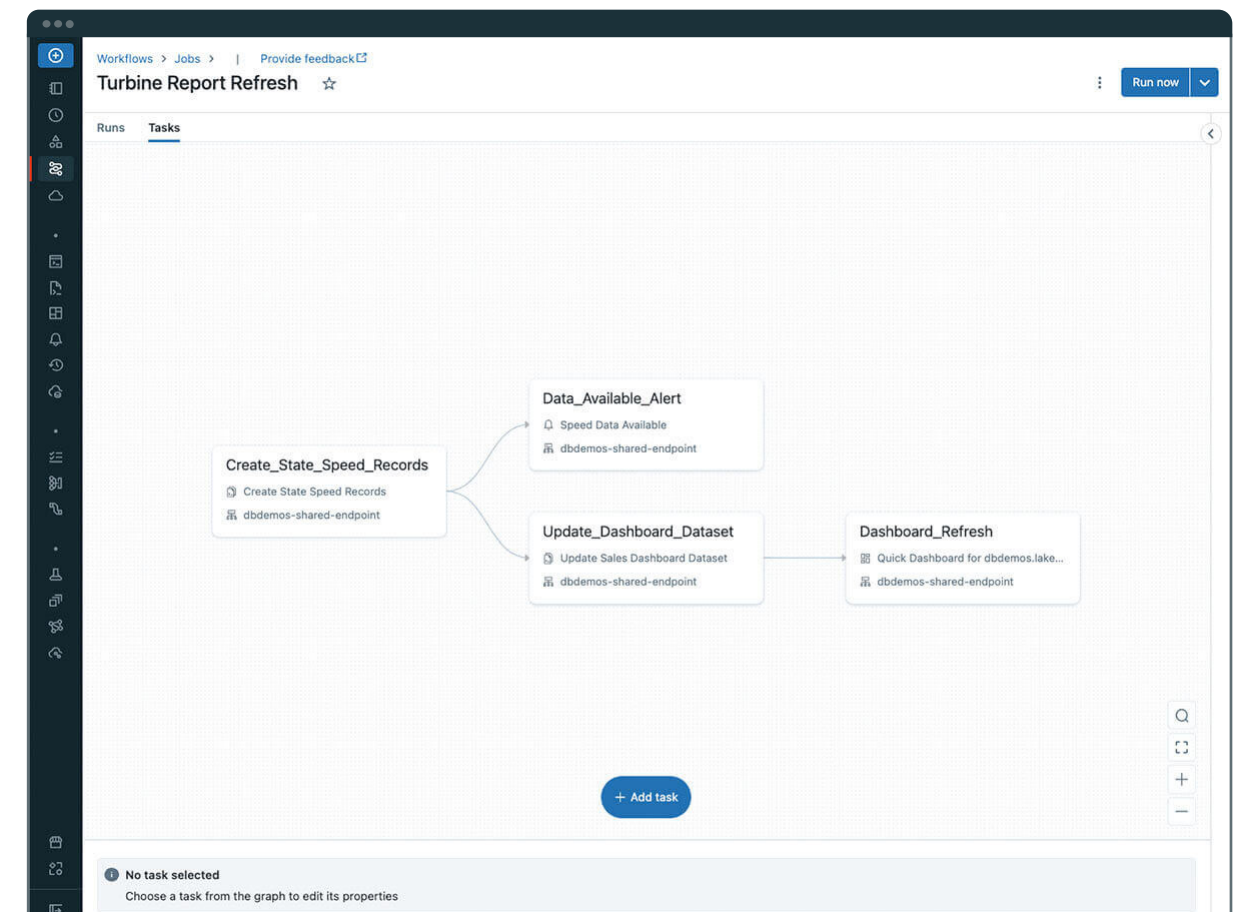 Workflows > Jobs > | Provide feedback
Turbine Report Refresh
Run now
Runs Tasks
Data_Available_Alert
Speed Data Available
dbdemos-shared-endpoint
Create_State_Speed_Records
Create State Speed Records
dbdemos-shared-endpoint
Update_Dashboard_Dataset
Update Sales Dashboard Dataset
dbdemos-shared-endpoint
Dashboard_Refresh
Quick Dashboard for dbdemos.lake...
dbdemos-shared-endpoint
+ Add task
No task selected
Choose a task from the graph to edit its properties